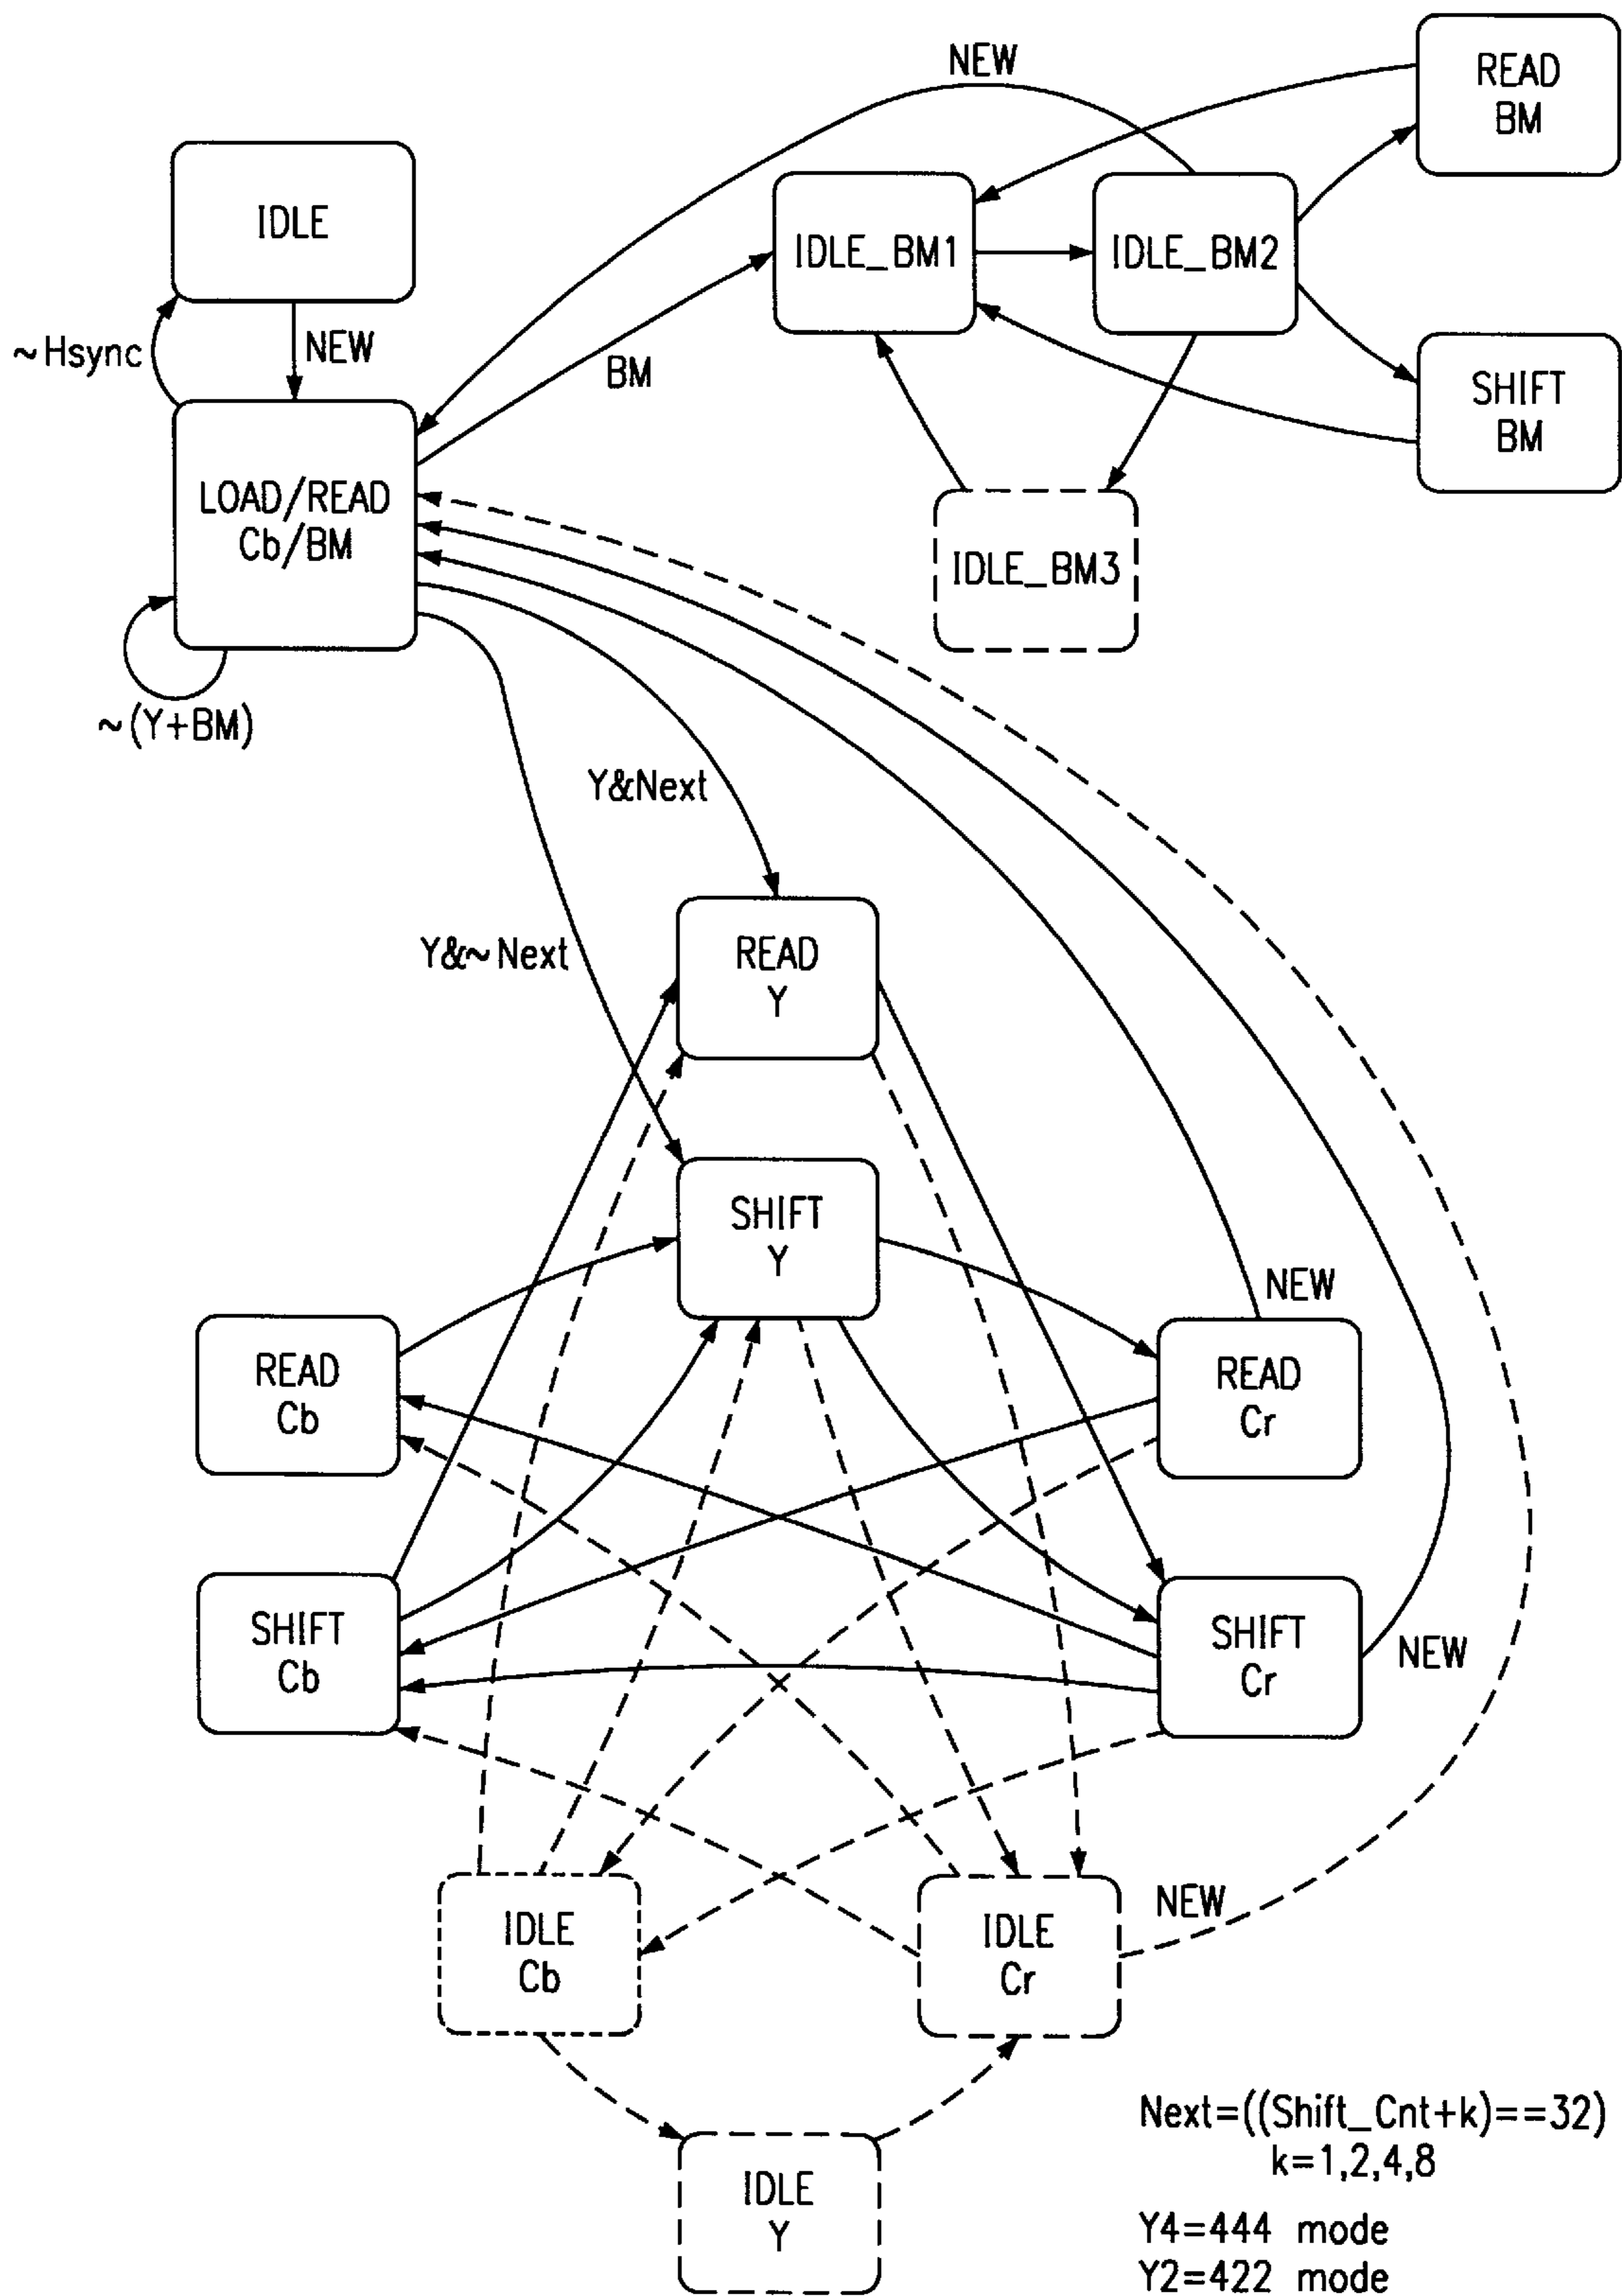 NEW
READ
BM
IDLE
IDLE_BM1
IDLE_BM2
~Hsync
NEW
BM
SHIFT
BM
LOAD/READ
Cb/BM
IDLE_BM3
~(Y+BM)
Y&Next
Y&~Next
READ
Y
SHIFT
Y
NEW
READ
Cb
READ
Cr
SHIFT
Cb
SHIFT
Cr
NEW
IDLE
Cb
IDLE
Cr
NEW
IDLE
Y
Next=((Shift_Cnt+k)==32)
k=1,2,4,8
Y4=444 mode
Y2=422 mode